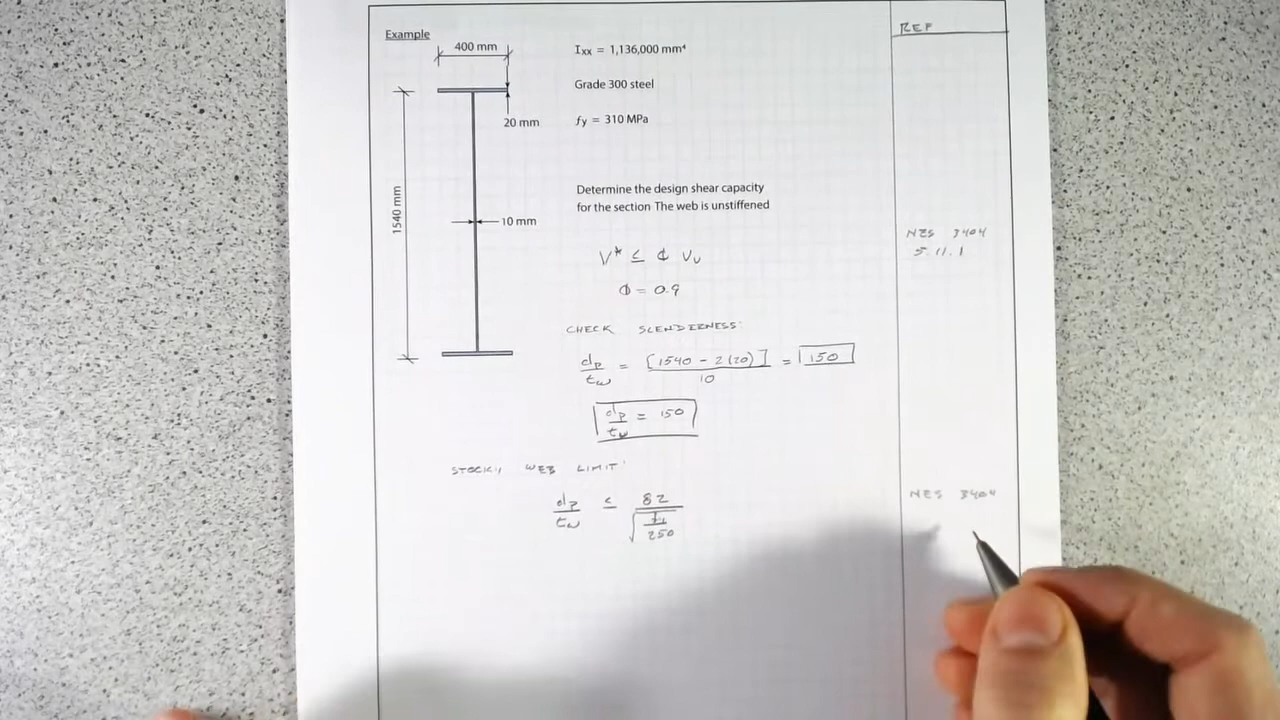 Example
REF
400 mm
Ixx = 1,136,000 mm⁴
Grade 300 steel
20 mm
fy = 310 MPa
1540 mm
10 mm
Determine the design shear capacity
for the section The web is unstiffened
NZS 3404
5.11.1
V* ≤ φ Vv
φ = 0.9
CHECK SLENDERNESS:
dp/tw = [1540 - 2(20)]/10 = 150
dp/tw = 150
STOCKY WEB LIMIT:
NZS 3404
dp/tw ≤ 82/√(fy/250)